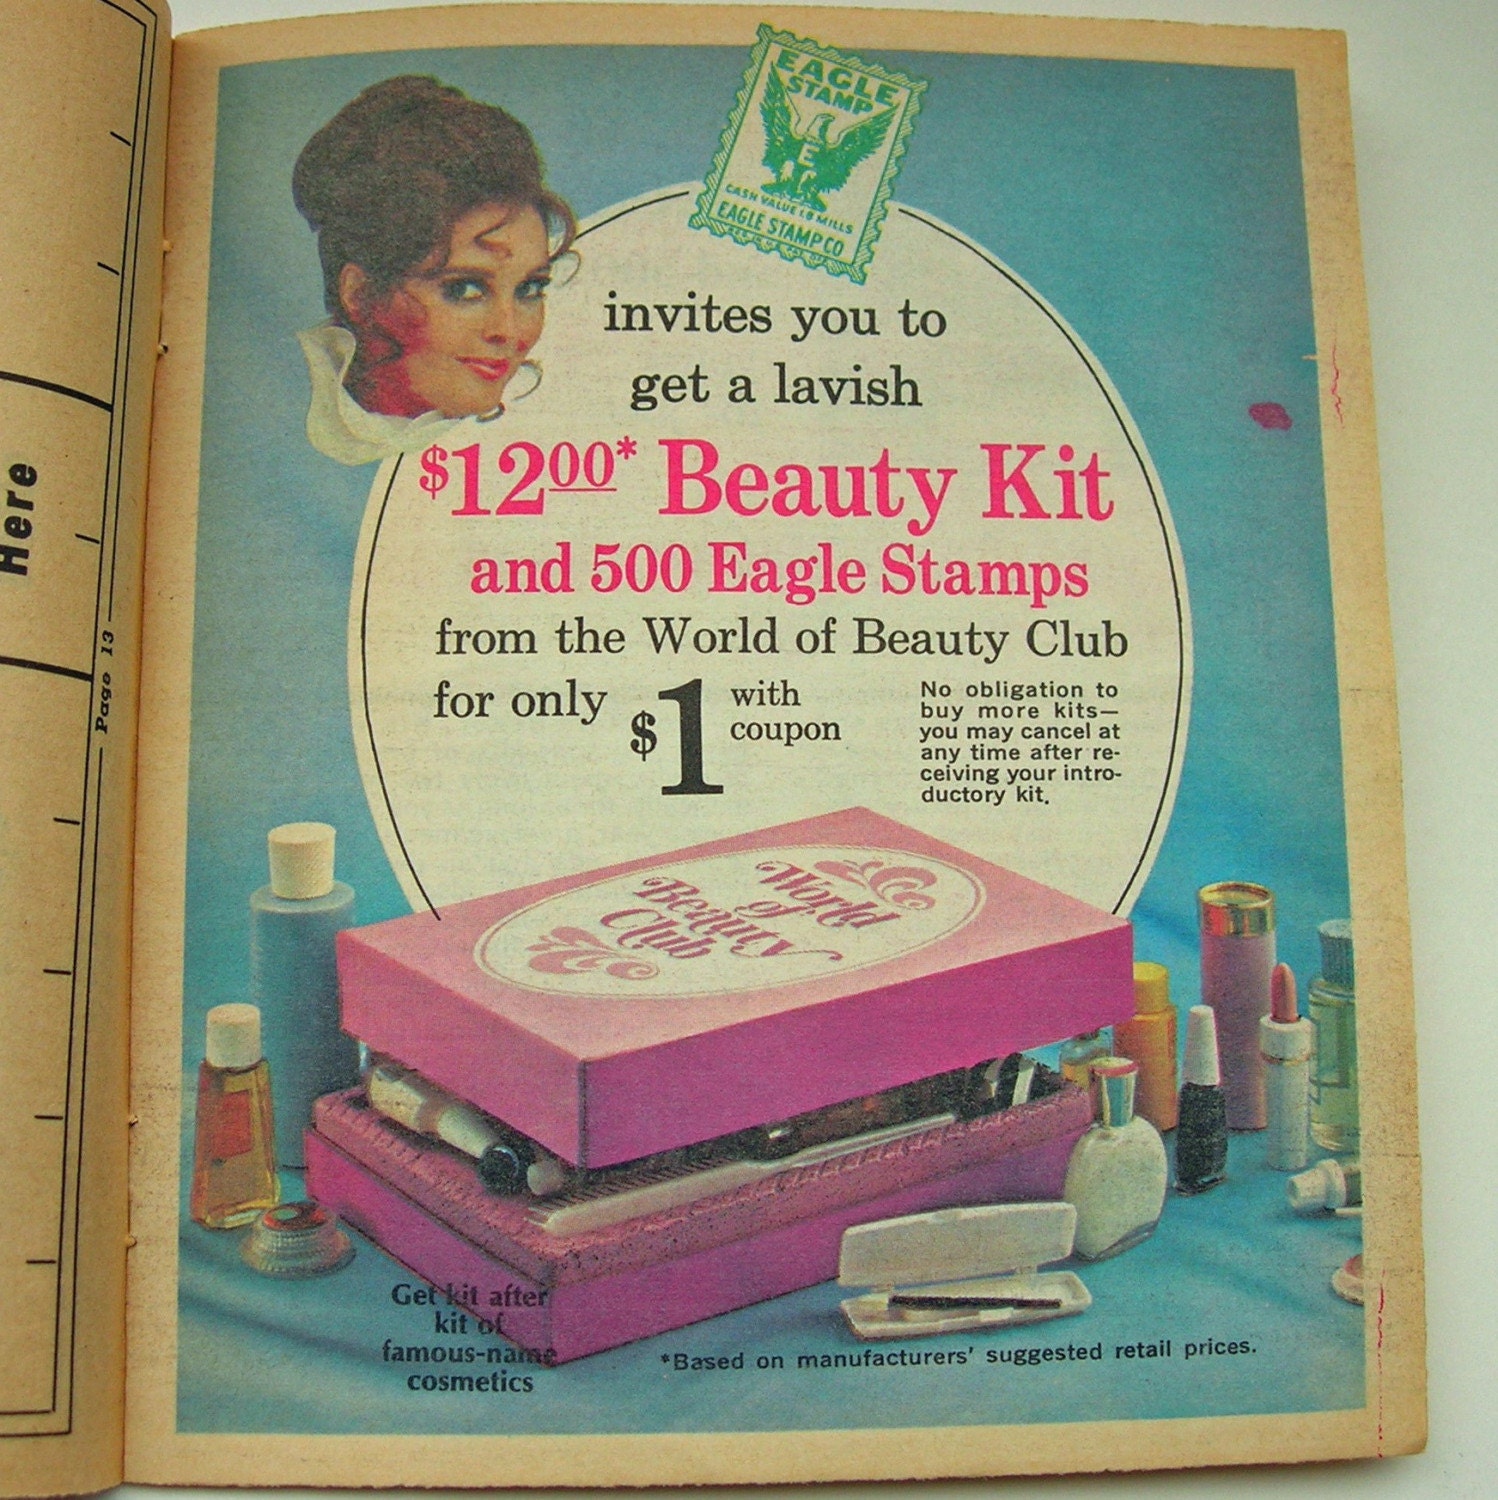 Here
Page 13
EAGLE
STAMP
E
CASH VALUE 1.0 MILLS
EAGLE STAMP CO
invites you to
get a lavish
$1200* Beauty Kit
and 500 Eagle Stamps
from the World of Beauty Club
for only $1 with
coupon
No obligation to
buy more kits—
you may cancel at
any time after re-
ceiving your intro-
ductory kit.
World
of
Beauty
Club
Get kit after
kit of
famous-name
cosmetics
*Based on manufacturers' suggested retail prices.